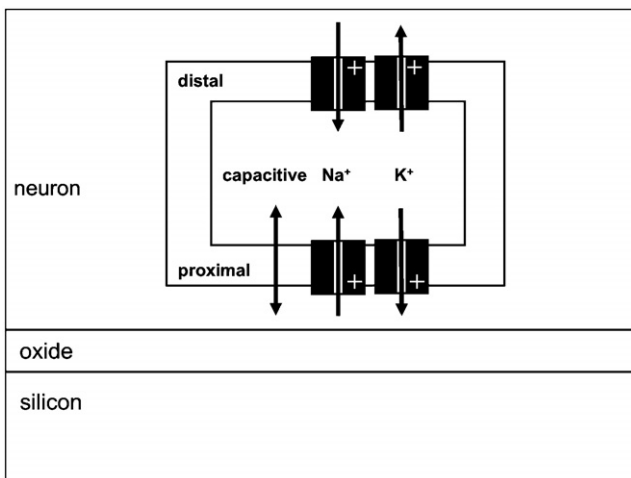 + +
distal
capacitive Na⁺ K⁺
neuron
proximal
+ +
oxide
silicon